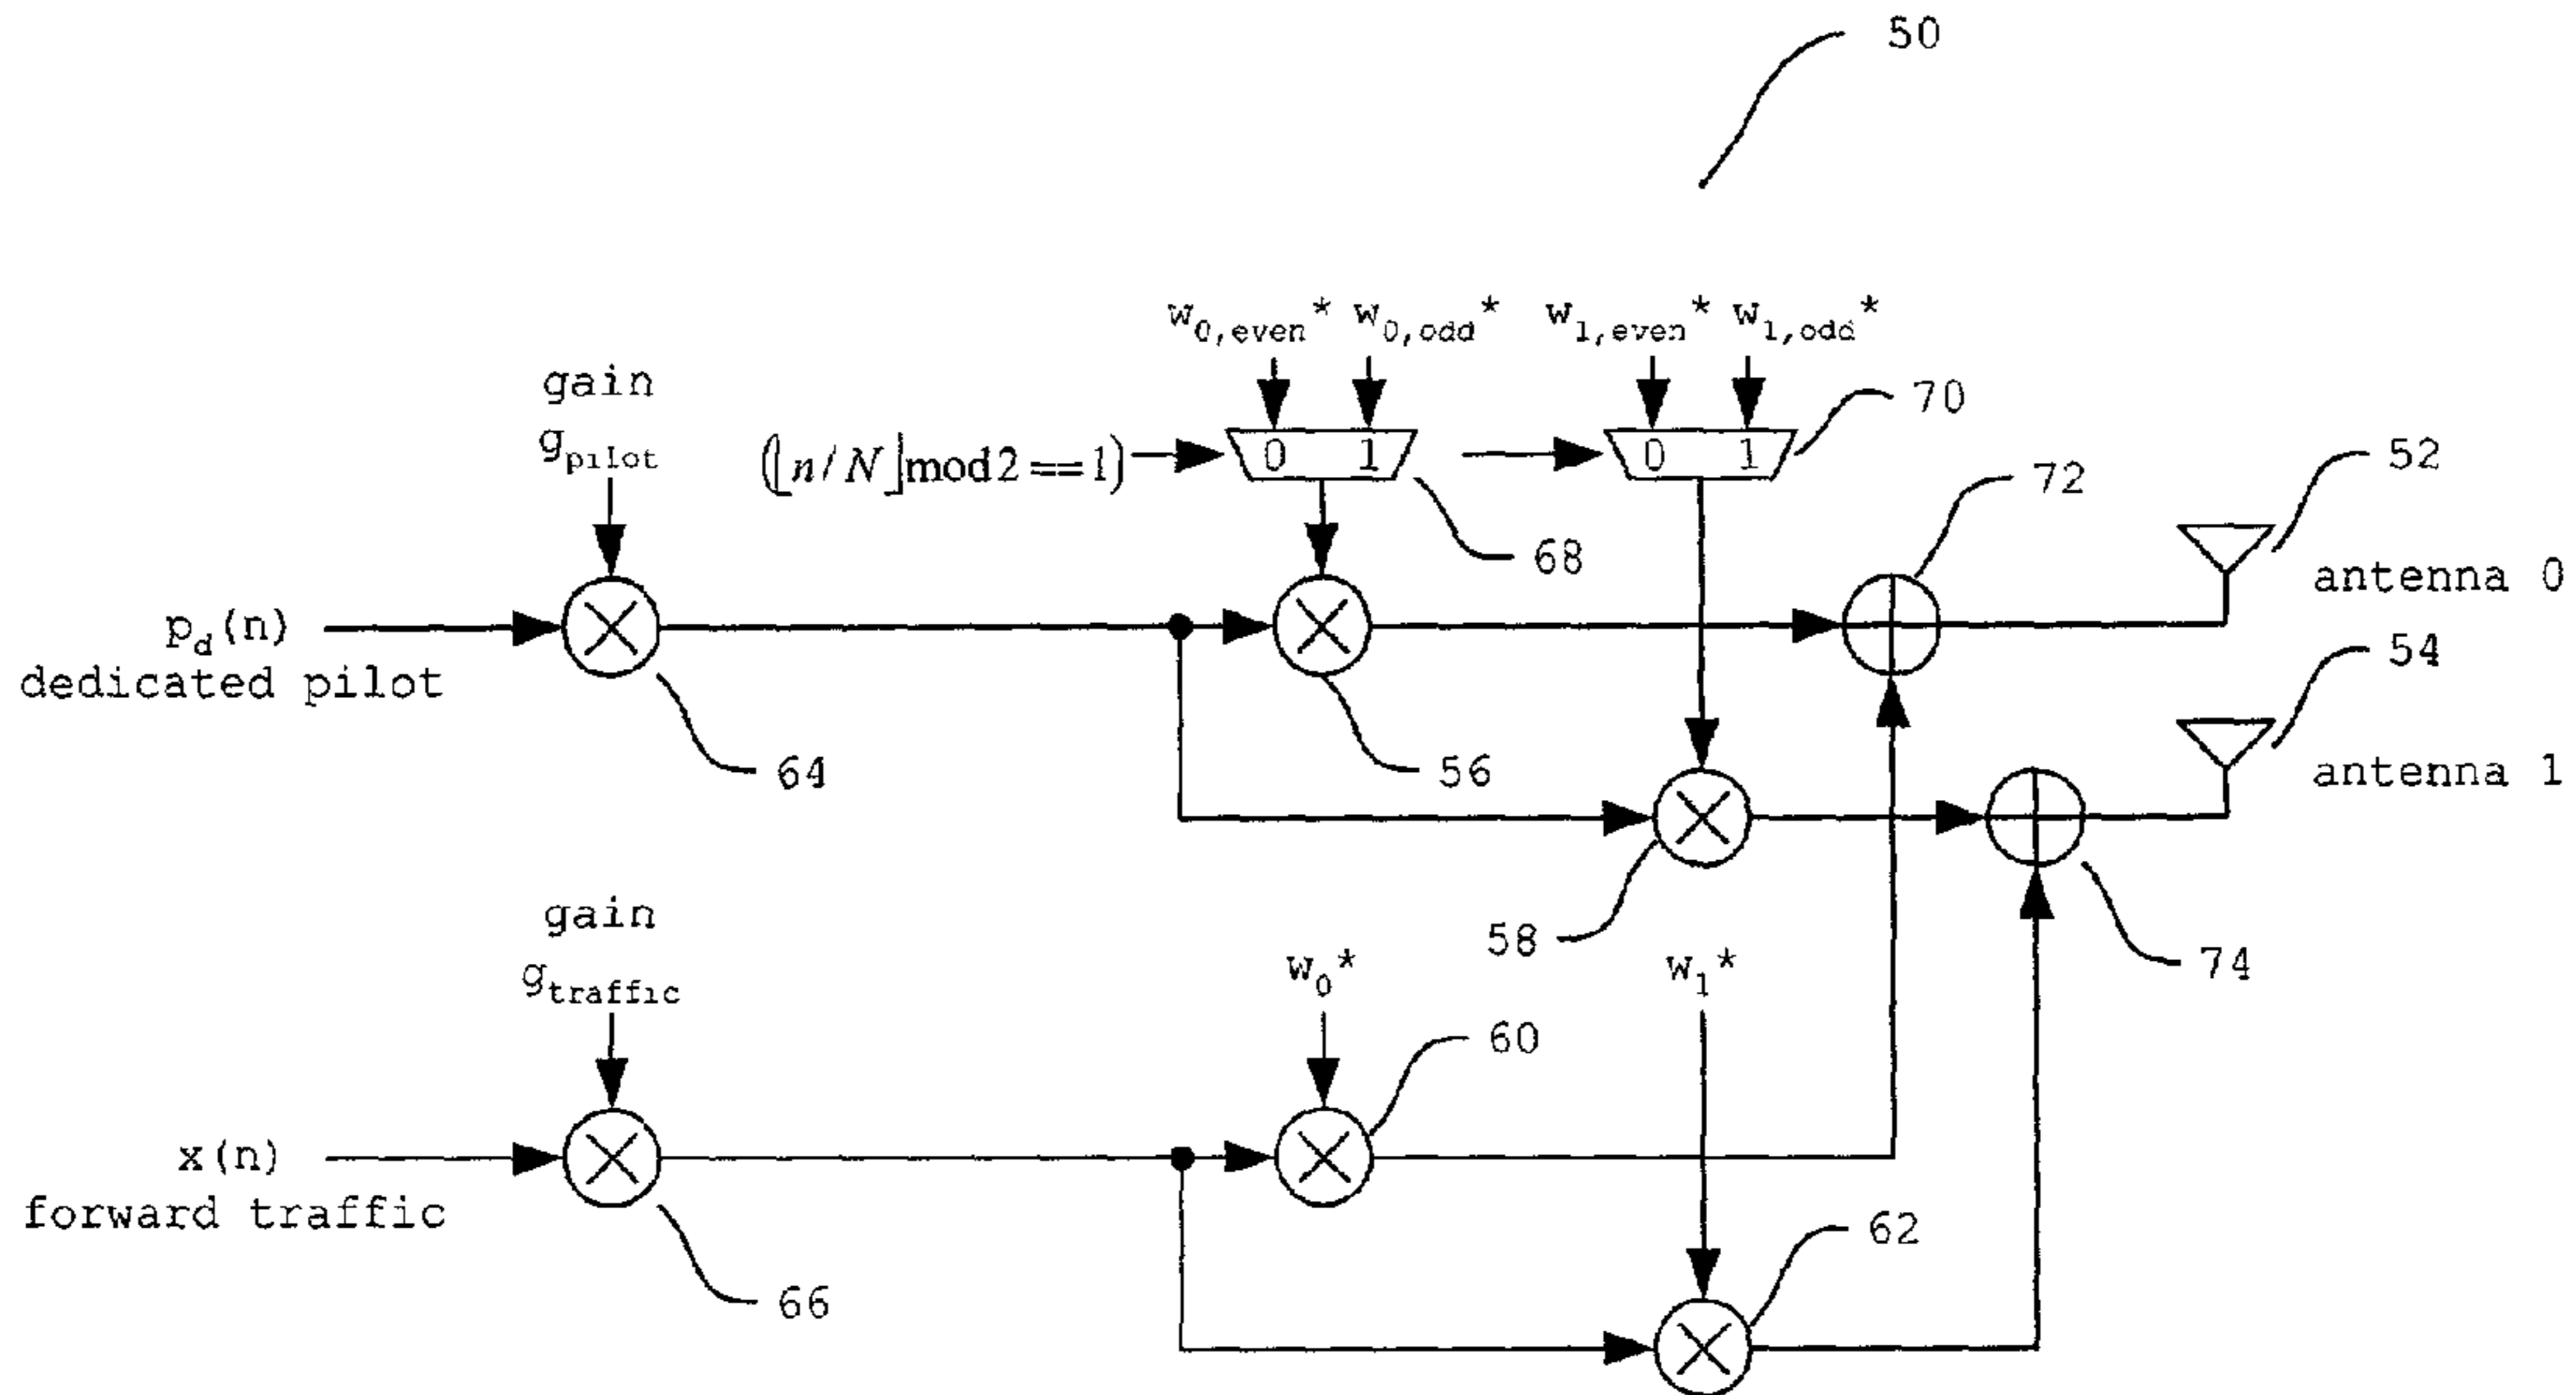 50
w0,even* w0,odd* w1,even* w1,odd*
gain
gpilot
(⌊n/N⌋mod2==1)
0 1
0 1
70
72
52
68
antenna 0
pd(n)
dedicated pilot
54
64
56
antenna 1
gain
gtraffic
58
w0*
w1*
74
60
x(n)
forward traffic
62
66